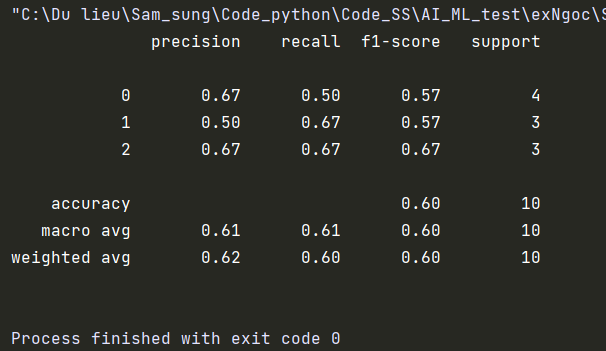 "C:\Du lieu\Sam_sung\Code_python\Code_SS\AI_ML_test\exNgoc\S
precision recall f1-score support
0 0.67 0.50 0.57 4
1 0.50 0.67 0.57 3
2 0.67 0.67 0.67 3
accuracy 0.60 10
macro avg 0.61 0.61 0.60 10
weighted avg 0.62 0.60 0.60 10
Process finished with exit code 0